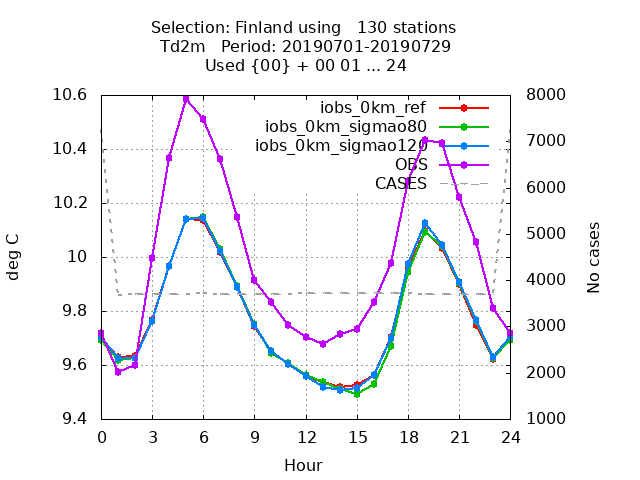 Selection: Finland using   130 stations
Td2m   Period: 20190701-20190729
Used {00} + 00 01 ... 24
10.6
10.4
10.2
10
9.8
9.6
9.4
8000
7000
6000
5000
4000
3000
2000
1000
iobs_0km_ref
iobs_0km_sigmao80
iobs_0km_sigmao120
OBS
CASES
deg C
No cases
0 3 6 9 12 15 18 21 24
Hour